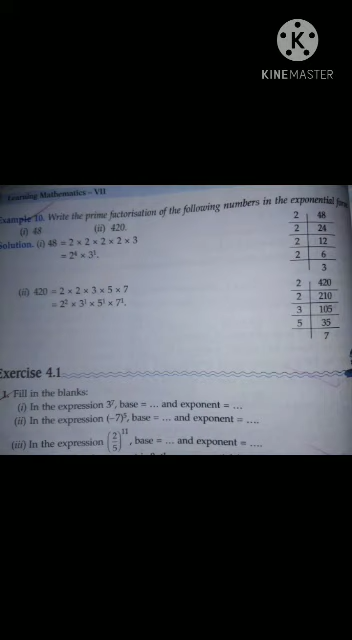 K
KINEMASTER
Learning Mathematics – VII
Example 10. Write the prime factorisation of the following numbers in the exponential form
(i) 48 (ii) 420.
Solution. (i) 48 = 2 × 2 × 2 × 2 × 3
= 2⁴ × 3¹.
2 | 48
2 | 24
2 | 12
2 | 6
3
(ii) 420 = 2 × 2 × 3 × 5 × 7
= 2² × 3¹ × 5¹ × 7¹.
2 | 420
2 | 210
3 | 105
5 | 35
7
Exercise 4.1
1. Fill in the blanks:
(i) In the expression 3⁷, base = ... and exponent = ...
(ii) In the expression (–7)⁵, base = ... and exponent = ....
(iii) In the expression (2/5)¹¹, base = ... and exponent = ....